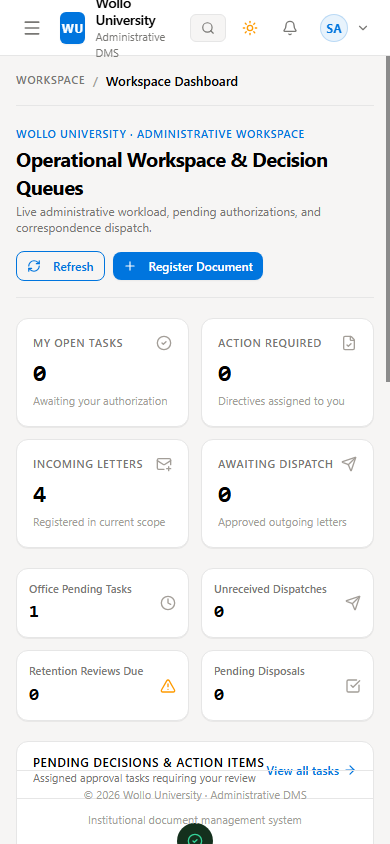 WU
Wollo
University
Administrative
DMS
SA
WORKSPACE / Workspace Dashboard
WOLLO UNIVERSITY · ADMINISTRATIVE WORKSPACE
Operational Workspace & Decision
Queues
Live administrative workload, pending authorizations, and
correspondence dispatch.
Refresh
Register Document
MY OPEN TASKS
0
Awaiting your authorization
ACTION REQUIRED
0
Directives assigned to you
INCOMING LETTERS
4
Registered in current scope
AWAITING DISPATCH
0
Approved outgoing letters
Office Pending Tasks
1
Unreceived Dispatches
0
Retention Reviews Due
0
Pending Disposals
0
PENDING DECISIONS & ACTION ITEMS
View all tasks
Assigned approval tasks requiring your review
© 2026 Wollo University · Administrative DMS
Institutional document management system